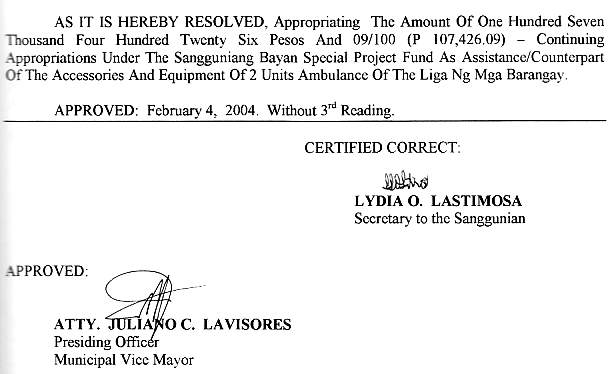 AS IT IS HEREBY RESOLVED, Appropriating The Amount Of One Hundred Seven
Thousand Four Hundred Twenty Six Pesos And 09/100 (P 107,426.09) – Continuing
Appropriations Under The Sangguniang Bayan Special Project Fund As Assistance/Counterpart
Of The Accessories And Equipment Of 2 Units Ambulance Of The Liga Ng Mga Barangay.
APPROVED: February 4, 2004. Without 3rd Reading.
CERTIFIED CORRECT:
LYDIA O. LASTIMOSA
Secretary to the Sanggunian
APPROVED:
ATTY. JULIANO C. LAVISORES
Presiding Officer
Municipal Vice Mayor